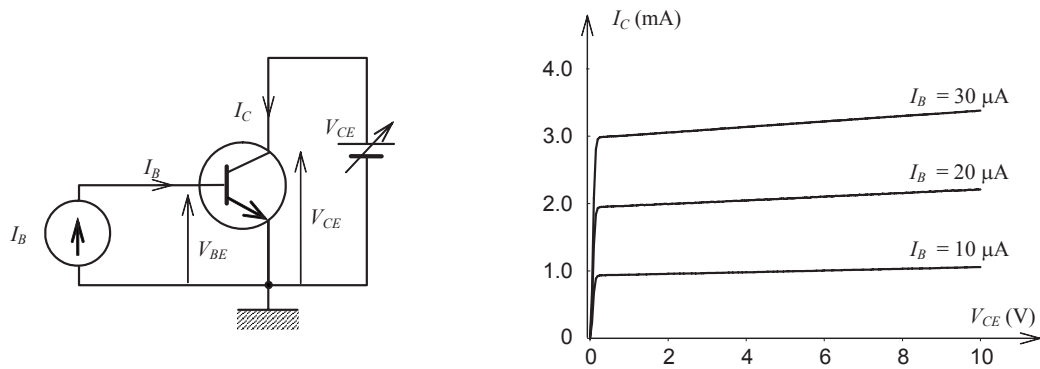 I_C
V_CE
I_B
I_B
V_BE
V_CE
I_C (mA)
4.0
3.0
2.0
1.0
0
I_B = 30 µA
I_B = 20 µA
I_B = 10 µA
V_CE (V)
0 2 4 6 8 10